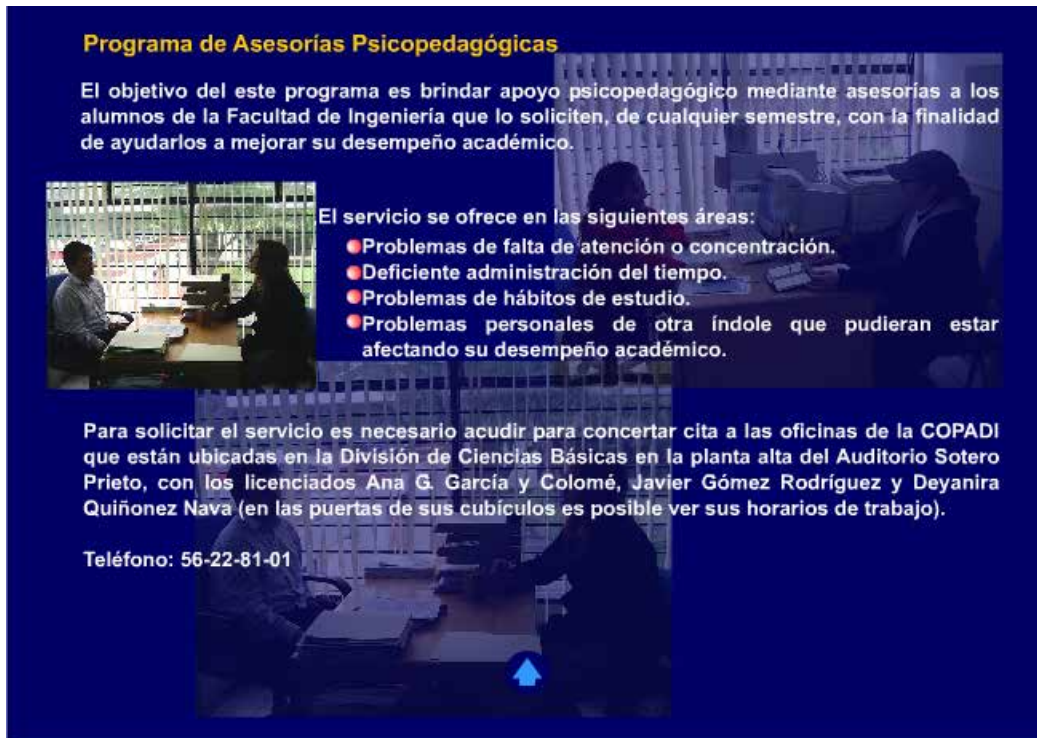 Programa de Asesorías Psicopedagógicas
El objetivo del este programa es brindar apoyo psicopedagógico mediante asesorías a los
alumnos de la Facultad de Ingeniería que lo soliciten, de cualquier semestre, con la finalidad
de ayudarlos a mejorar su desempeño académico.
El servicio se ofrece en las siguientes áreas:
Problemas de falta de atención o concentración.
Deficiente administración del tiempo.
Problemas de hábitos de estudio.
Problemas personales de otra índole que pudieran estar
afectando su desempeño académico.
Para solicitar el servicio es necesario acudir para concertar cita a las oficinas de la COPADI
que están ubicadas en la División de Ciencias Básicas en la planta alta del Auditorio Sotero
Prieto, con los licenciados Ana G. García y Colomé, Javier Gómez Rodríguez y Deyanira
Quiñonez Nava (en las puertas de sus cubículos es posible ver sus horarios de trabajo).
Teléfono: 56-22-81-01